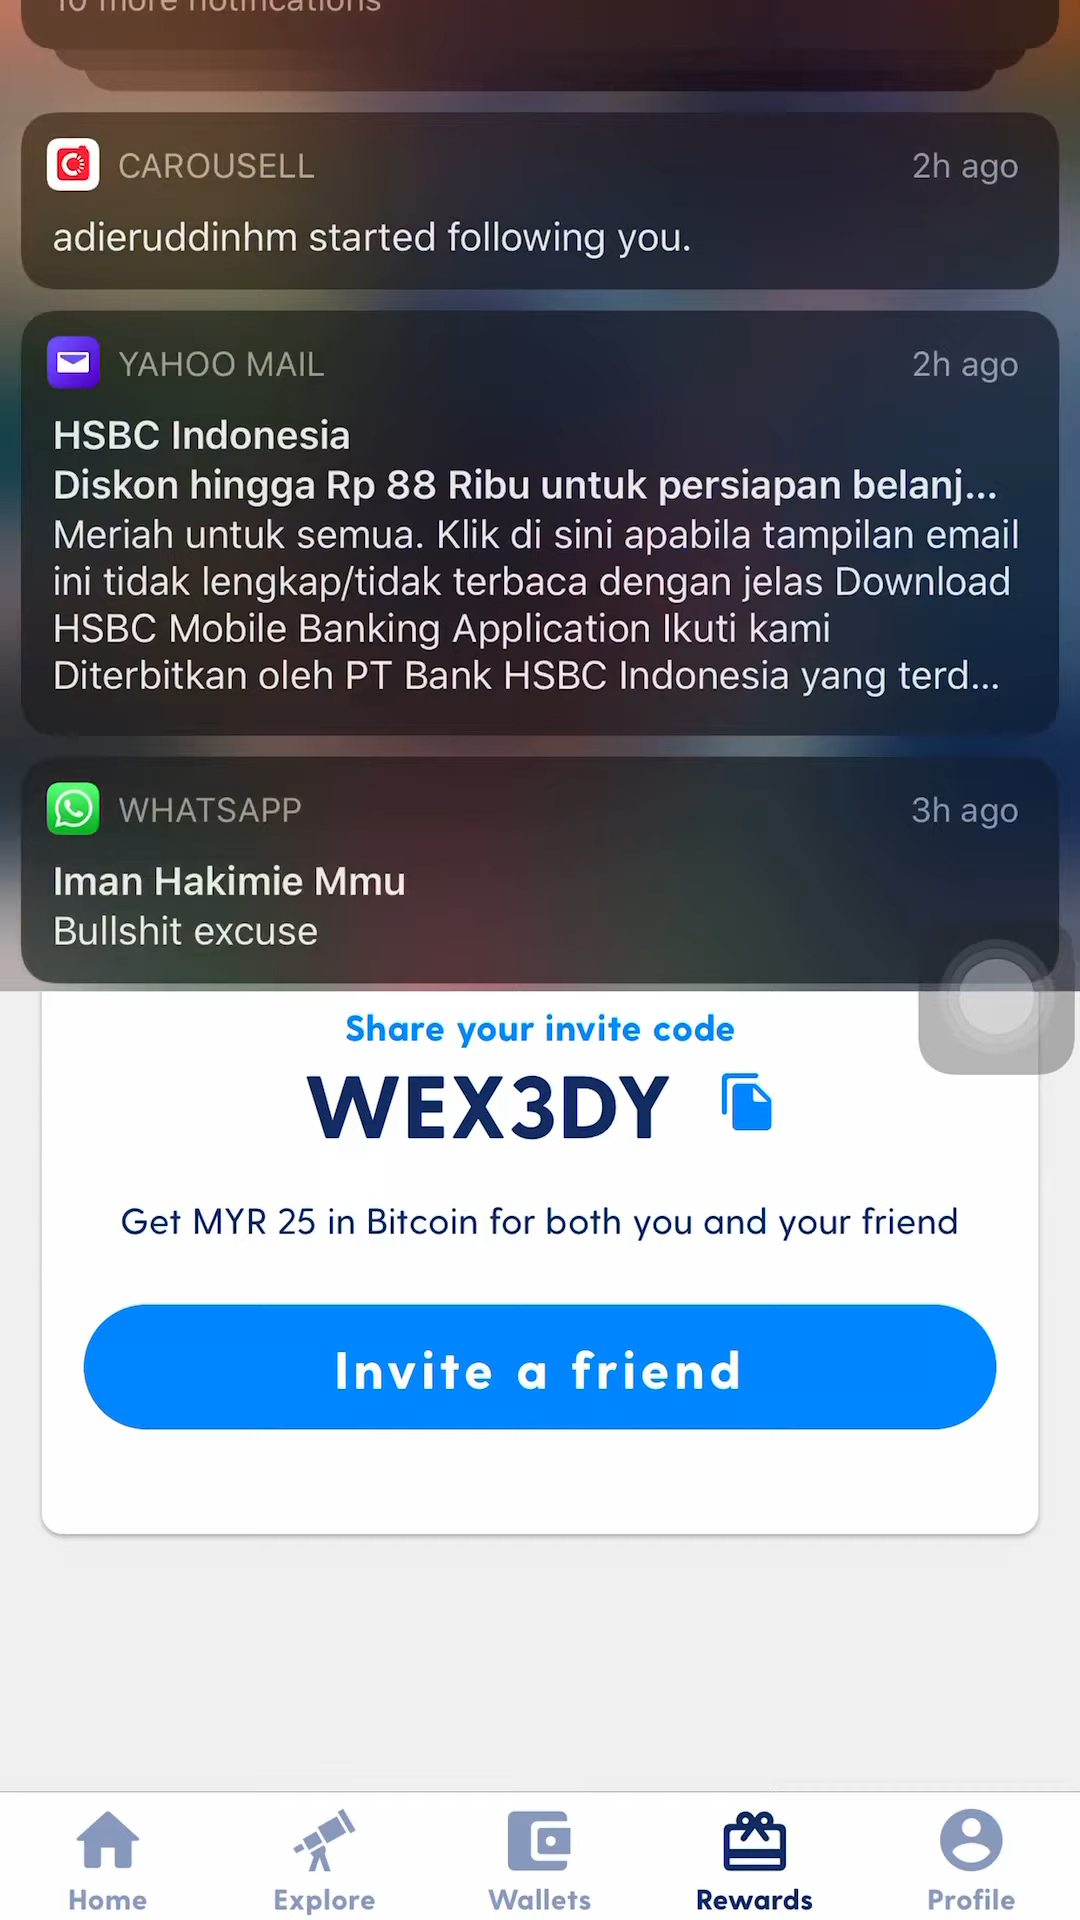 10 more notifications
CAROUSELL
2h ago
adieruddinhm started following you.
YAHOO MAIL
2h ago
HSBC Indonesia
Diskon hingga Rp 88 Ribu untuk persiapan belanj...
Meriah untuk semua. Klik di sini apabila tampilan email
ini tidak lengkap/tidak terbaca dengan jelas Download
HSBC Mobile Banking Application Ikuti kami
Diterbitkan oleh PT Bank HSBC Indonesia yang terd...
WHATSAPP
3h ago
Iman Hakimie Mmu
Bullshit excuse
Share your invite code
WEX3DY
Get MYR 25 in Bitcoin for both you and your friend
Invite a friend
Home
Explore
Wallets
Rewards
Profile